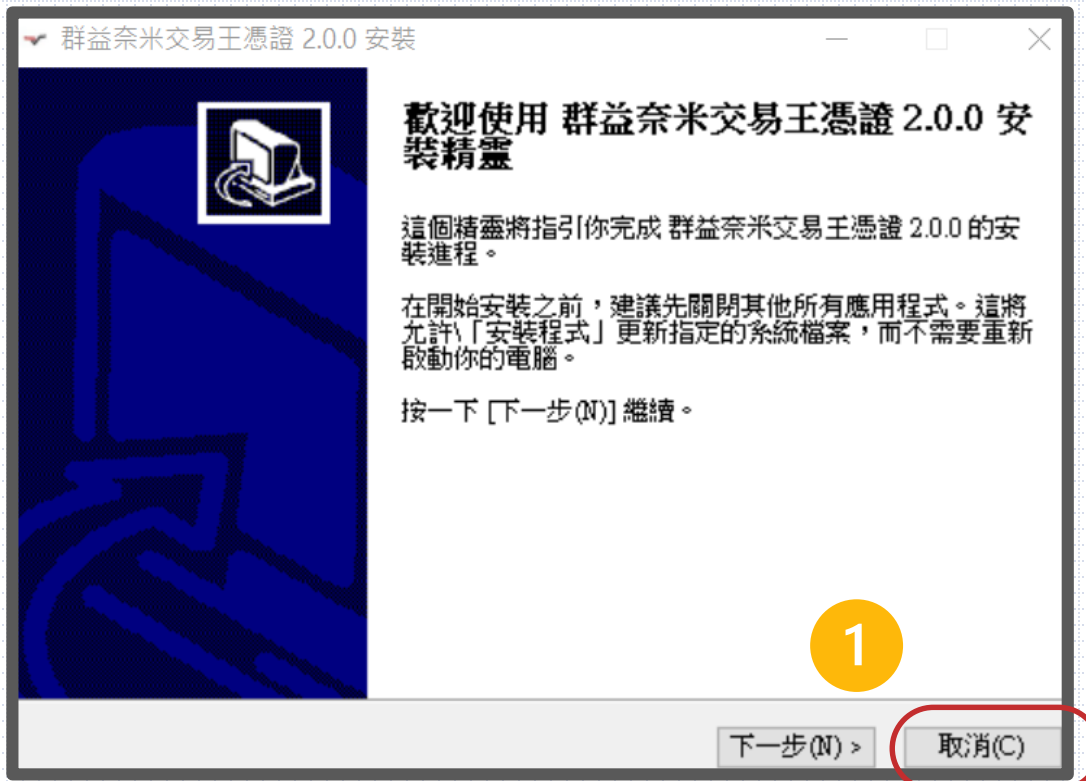 群益奈米交易王憑證 2.0.0 安裝
歡迎使用 群益奈米交易王憑證 2.0.0 安
裝精靈
這個精靈將指引你完成 群益奈米交易王憑證 2.0.0 的安
裝進程。
在開始安裝之前，建議先關閉其他所有應用程式。這將
允許\「安裝程式」更新指定的系統檔案，而不需要重新
啟動你的電腦。
按一下 [下一步(N)] 繼續。
1
下一步(N) >
取消(C)